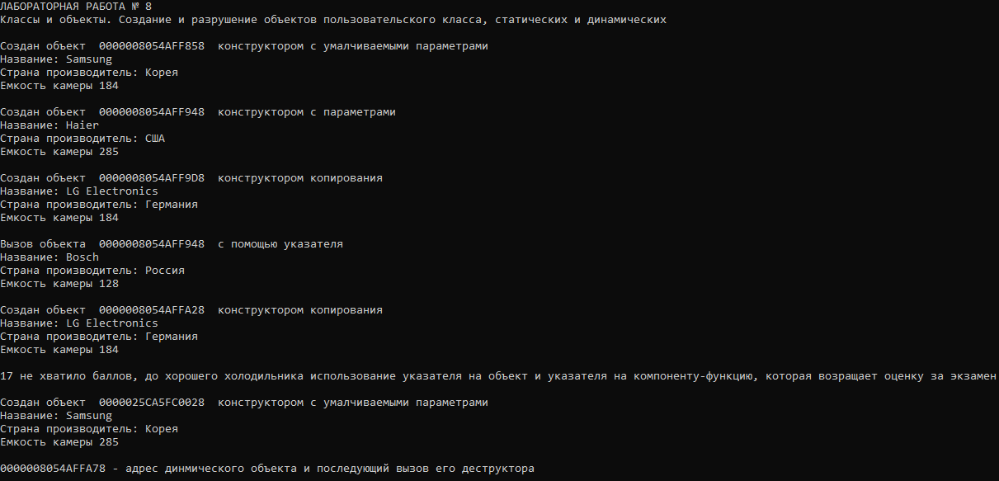 ЛАБОРАТОРНАЯ РАБОТА № 8
Классы и объекты. Создание и разрушение объектов пользовательского класса, статических и динамических
Создан объект 0000008054AFF858 конструктором с умалчиваемыми параметрами
Название: Samsung
Страна производитель: Корея
Емкость камеры 184
Создан объект 0000008054AFF948 конструктором с параметрами
Название: Haier
Страна производитель: США
Емкость камеры 285
Создан объект 0000008054AFF9D8 конструктором копирования
Название: LG Electronics
Страна производитель: Германия
Емкость камеры 184
Вызов объекта 0000008054AFF948 с помощью указателя
Название: Bosch
Страна производитель: Россия
Емкость камеры 128
Создан объект 0000008054AFFA28 конструктором копирования
Название: LG Electronics
Страна производитель: Германия
Емкость камеры 184
17 не хватило баллов, до хорошего холодильника использование указателя на объект и указателя на компоненту-функцию, которая возращает оценку за экзамен
Создан объект 0000025CA5FC0028 конструктором с умалчиваемыми параметрами
Название: Samsung
Страна производитель: Корея
Емкость камеры 285
0000008054AFFA78 - адрес динмического объекта и последующий вызов его деструктора